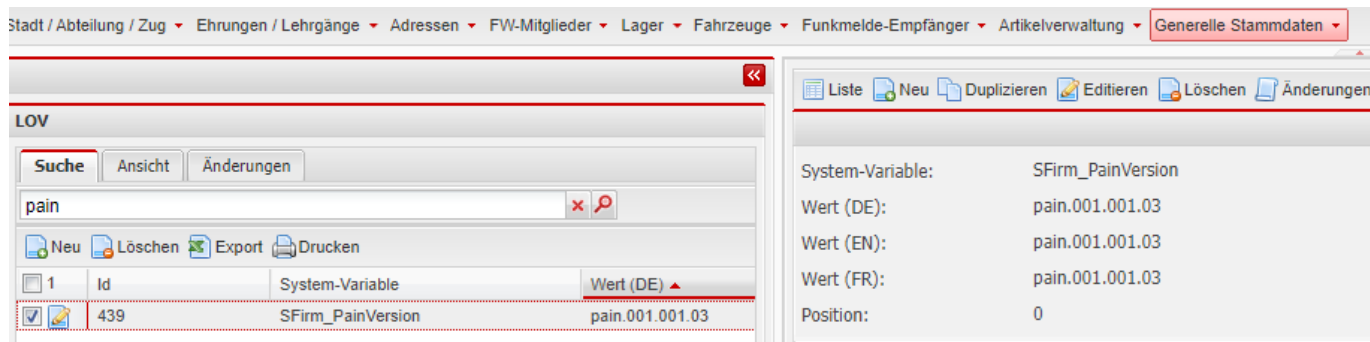 Stadt / Abteilung / Zug Ehrungen / Lehrgänge Adressen FW-Mitglieder Lager Fahrzeuge Funkmelde-Empfänger Artikelverwaltung Generelle Stammdaten
LOV
Suche Ansicht Änderungen
pain
Neu Löschen Export Drucken
1 Id System-Variable Wert (DE)
439 SFirm_PainVersion pain.001.001.03
Liste Neu Duplizieren Editieren Löschen Änderungen
System-Variable: SFirm_PainVersion
Wert (DE): pain.001.001.03
Wert (EN): pain.001.001.03
Wert (FR): pain.001.001.03
Position: 0